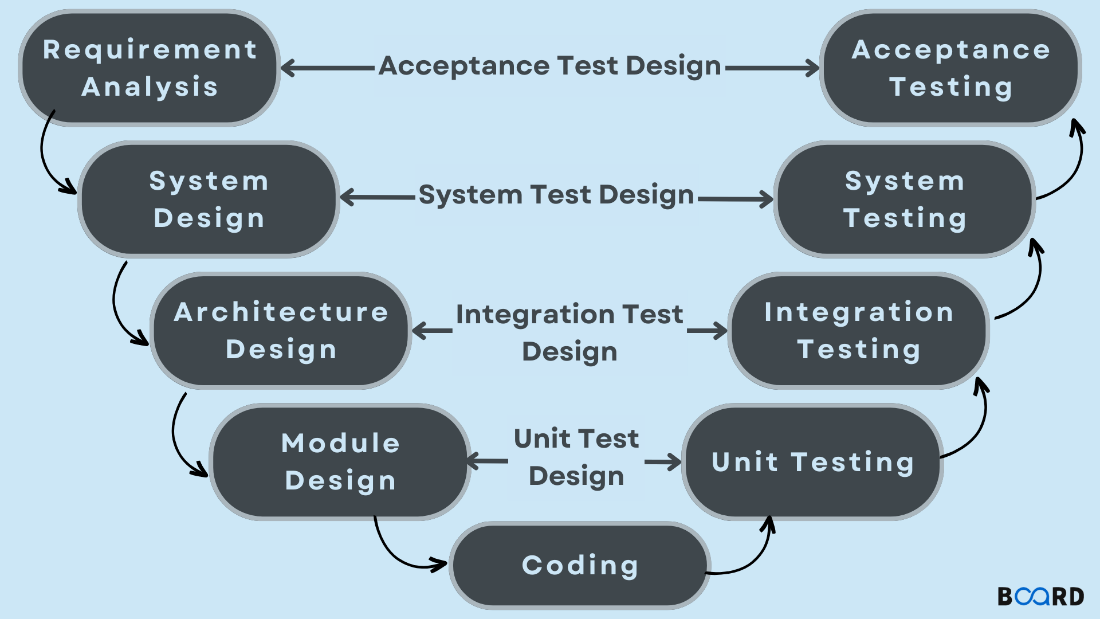 Requirement
Analysis
Acceptance Test Design
Acceptance
Testing
System
Design
System Test Design
System
Testing
Architecture
Design
Integration Test
Design
Integration
Testing
Module
Design
Unit Test
Design
Unit Testing
Coding
BOARD